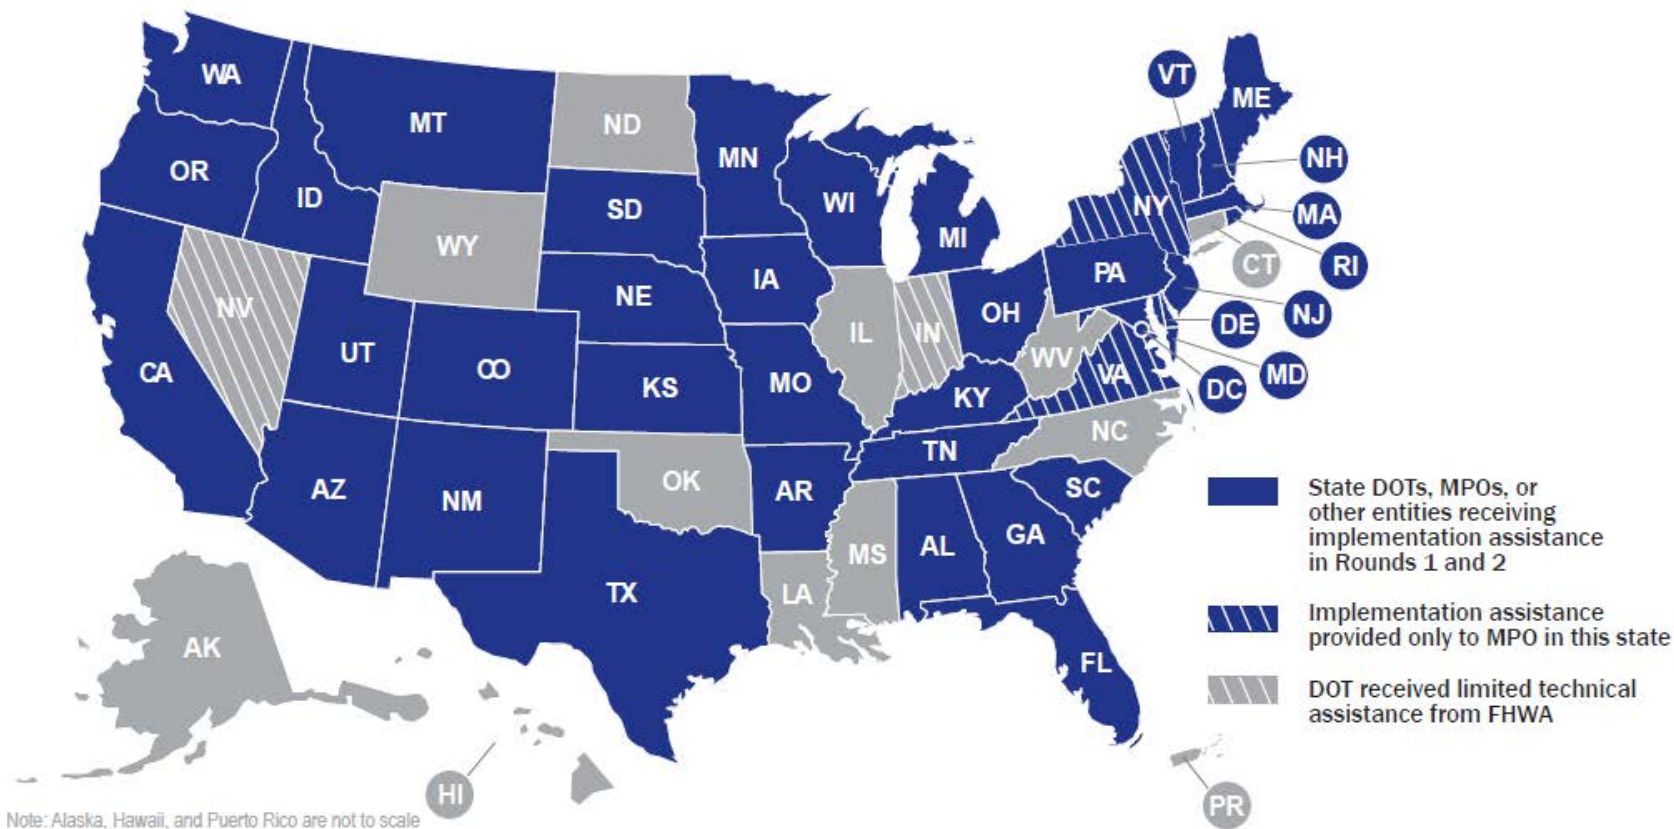 WA
MT
ND
MN
VT
ME
OR
ID
SD
WI
MI
NY
NH
MA
WY
CT
RI
IA
PA
NE
OH
NJ
NV
IL
IN
DE
UT
CO
WV
VA
MD
CA
KS
MO
KY
DC
NC
TN
AZ
NM
OK
AR
SC
MS
AL
GA
TX
LA
AK
FL
HI
PR
State DOTs, MPOs, or
other entities receiving
implementation assistance
in Rounds 1 and 2
Implementation assistance
provided only to MPO in this state
DOT received limited technical
assistance from FHWA
Note: Alaska, Hawaii, and Puerto Rico are not to scale